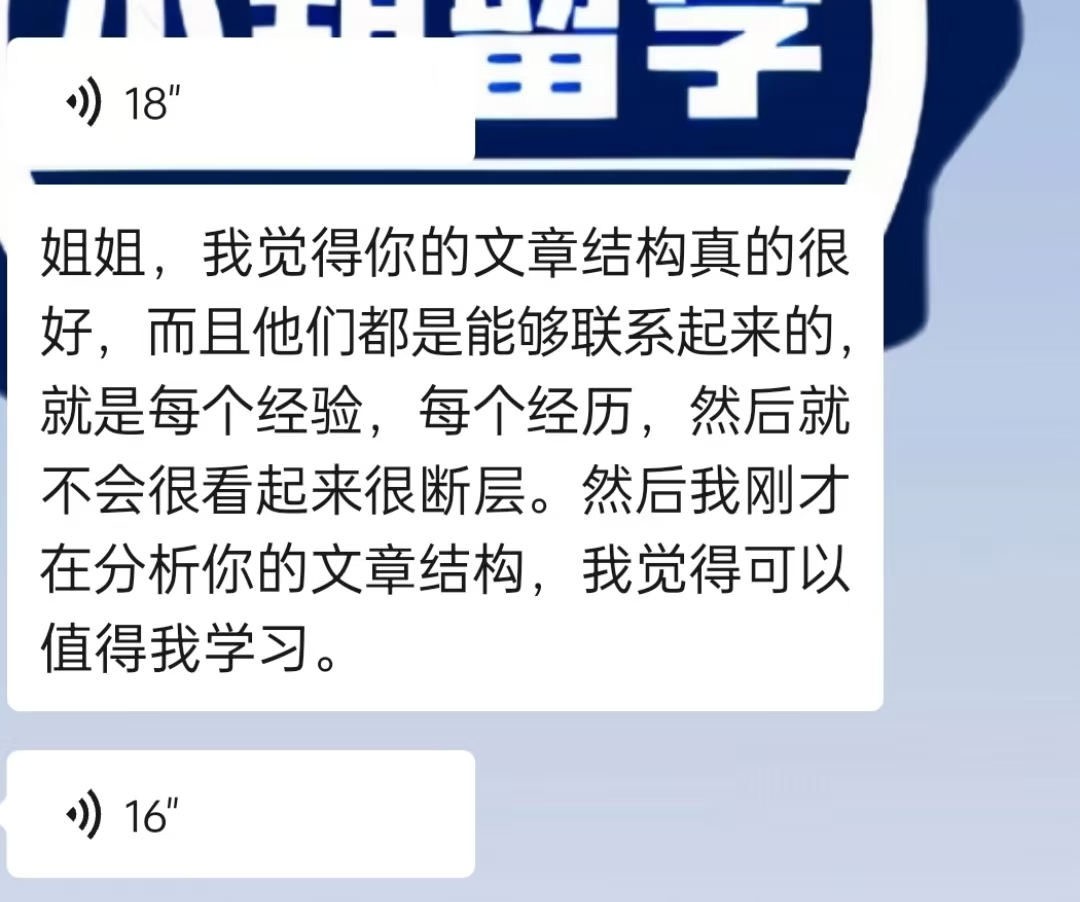 留学
18"
姐姐，我觉得你的文章结构真的很
好，而且他们都是能够联系起来的，
就是每个经验，每个经历，然后就
不会很看起来很断层。然后我刚才
在分析你的文章结构，我觉得可以
值得我学习。
16"